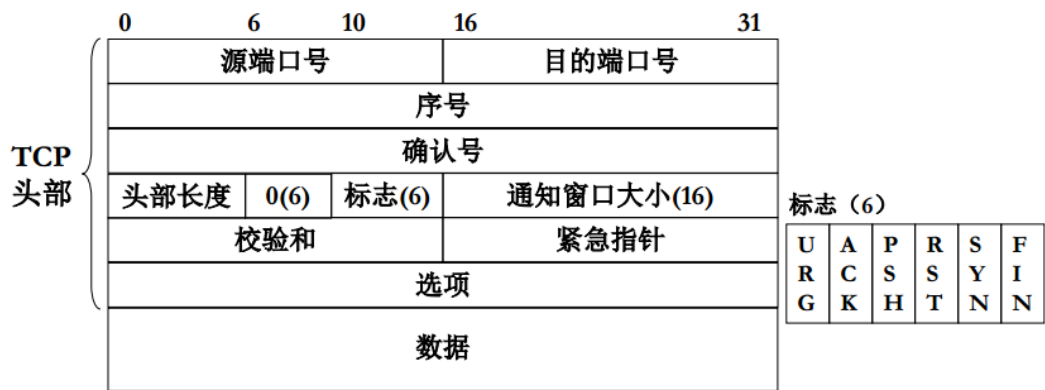 0 6 10 16 31
源端口号 目的端口号
序号
确认号
TCP
头部
头部长度 0(6) 标志(6) 通知窗口大小(16)
校验和 紧急指针
选项
数据
标志（6）
U A P R S F
R C S S Y I
G K H T N N